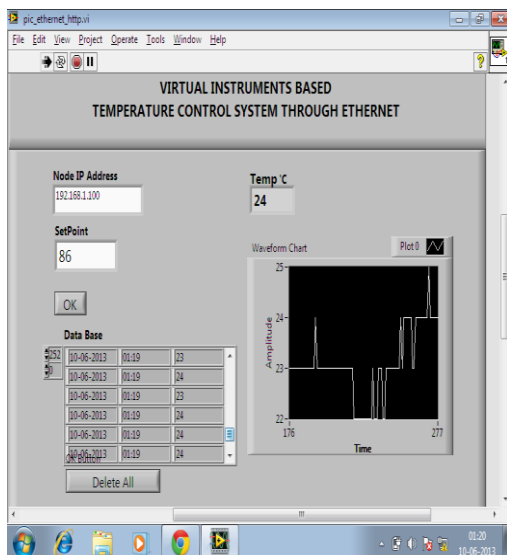 pic_ethernet_http.vi
File Edit View Project Operate Tools Window Help
VIRTUAL INSTRUMENTS BASED
TEMPERATURE CONTROL SYSTEM THROUGH ETHERNET
Node IP Address
192.168.1.100
Temp °C
24
SetPoint
86
OK
Waveform Chart
Plot 0
25
24
23
22
Amplitude
176
277
Time
Data Base
252
0
10-06-2013 01:19 23
10-06-2013 01:19 24
10-06-2013 01:19 23
10-06-2013 01:19 24
10-06-2013 01:19 24
10-06-2013 01:19 24
OK Button
Delete All
01:20
10-06-2013